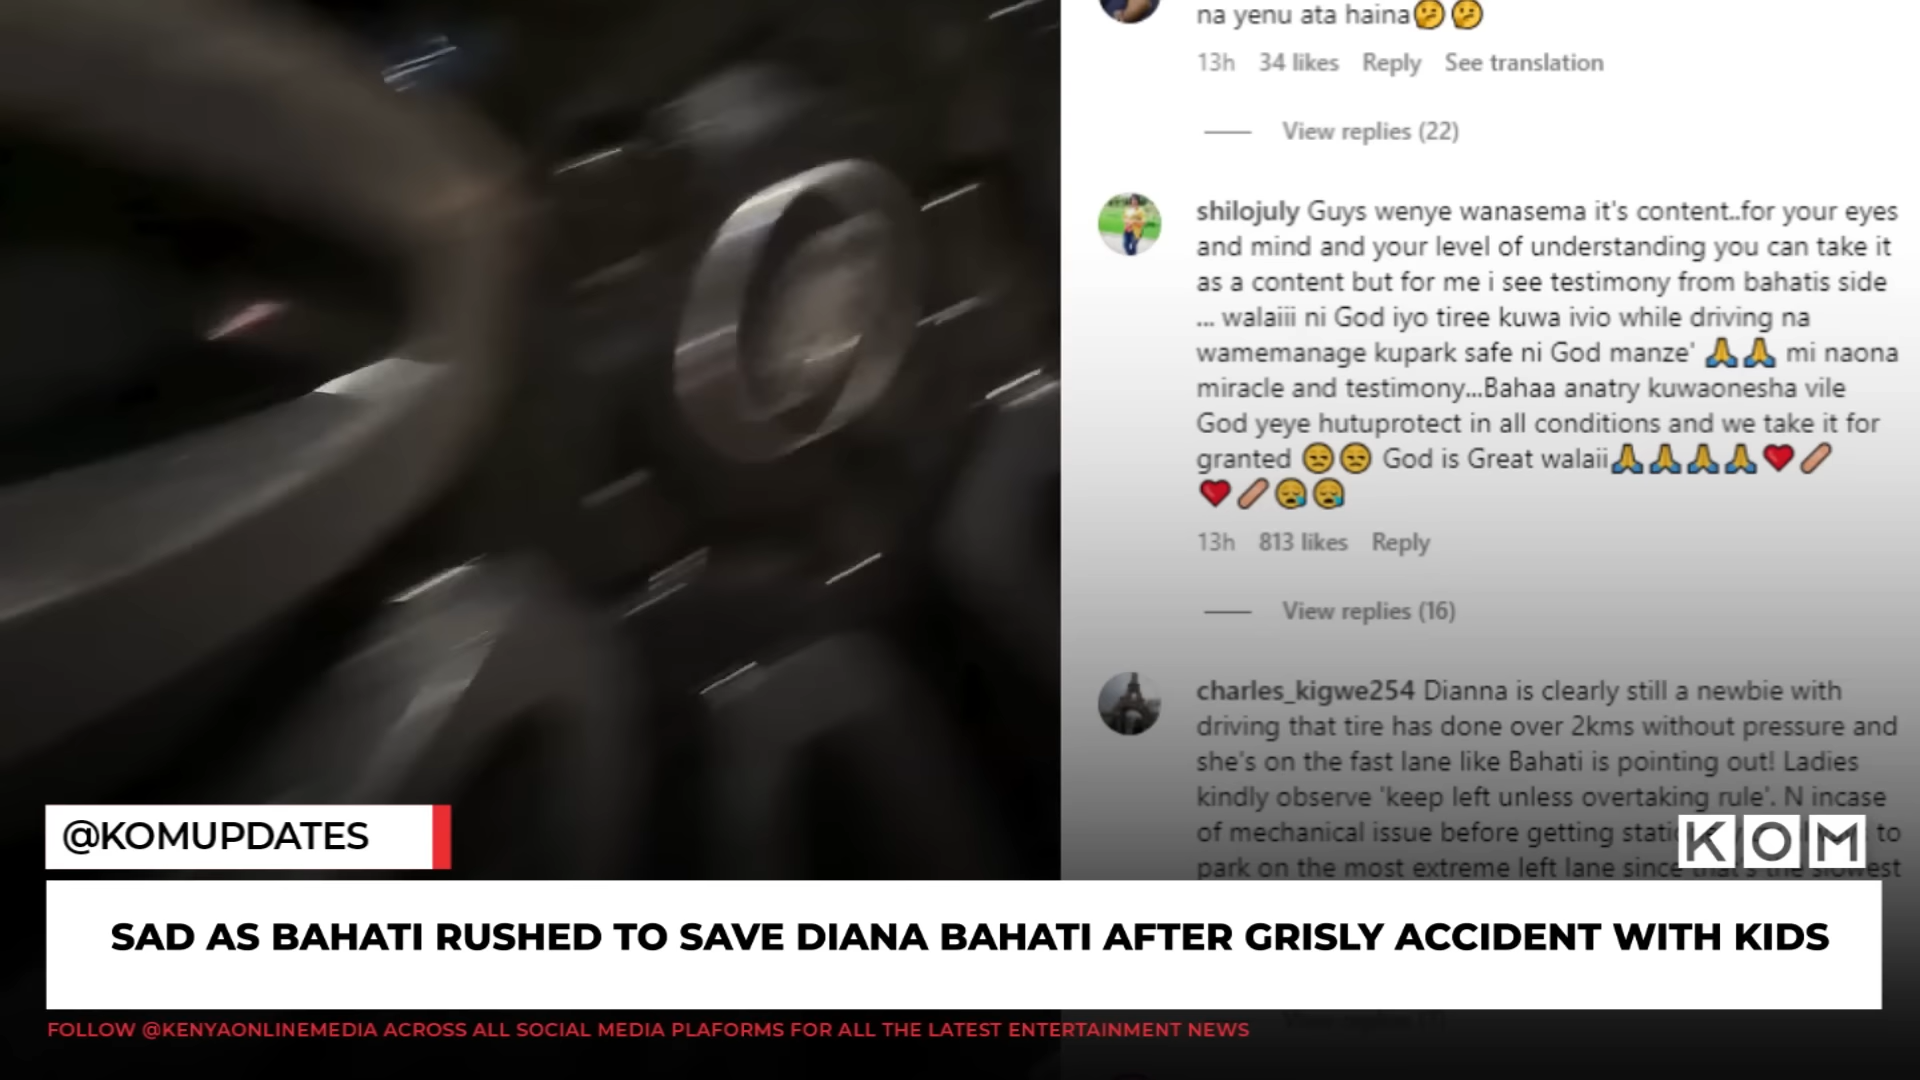 na yenu ata haina🫤🫤
13h 34 likes Reply See translation
View replies (22)
shilojuly Guys wenye wanasema it's content..for your eyes
and mind and your level of understanding you can take it
as a content but for me i see testimony from bahatis side
... walaiii ni God iyo tiree kuwa ivio while driving na
wamemanage kupark safe ni God manze' 🙏🙏 mi naona
miracle and testimony...Bahaa anatry kuwaonesha vile
God yeye hutuprotect in all conditions and we take it for
granted 😒😒 God is Great walaii🙏🙏🙏🙏❤️🩹
❤️🩹😪😪
13h 813 likes Reply
View replies (16)
charles_kigwe254 Dianna is clearly still a newbie with
driving that tire has done over 2kms without pressure and
she's on the fast lane like Bahati is pointing out! Ladies
kindly observe 'keep left unless overtaking rule'. N incase
of mechanical issue before getting to
park on the most extreme left lane since that's the slowest
KOM
@KOMUPDATES
SAD AS BAHATI RUSHED TO SAVE DIANA BAHATI AFTER GRISLY ACCIDENT WITH KIDS
FOLLOW @KENYAONLINEMEDIA ACROSS ALL SOCIAL MEDIA PLAFORMS FOR ALL THE LATEST ENTERTAINMENT NEWS